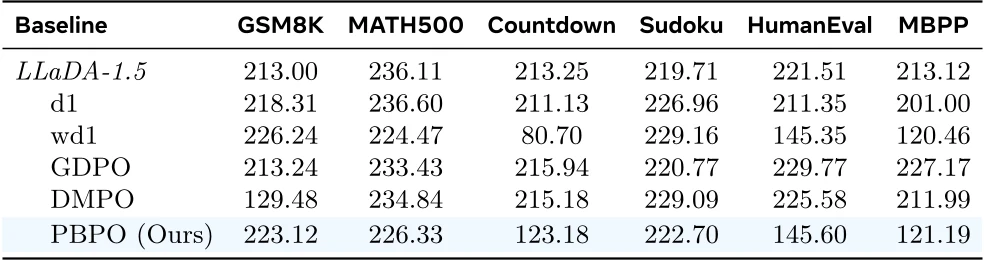 Baseline GSM8K MATH500 Countdown Sudoku HumanEval MBPP
LLaDA-1.5 213.00 236.11 213.25 219.71 221.51 213.12
d1 218.31 236.60 211.13 226.96 211.35 201.00
wd1 226.24 224.47 80.70 229.16 145.35 120.46
GDPO 213.24 233.43 215.94 220.77 229.77 227.17
DMPO 129.48 234.84 215.18 229.09 225.58 211.99
PBPO (Ours) 223.12 226.33 123.18 222.70 145.60 121.19